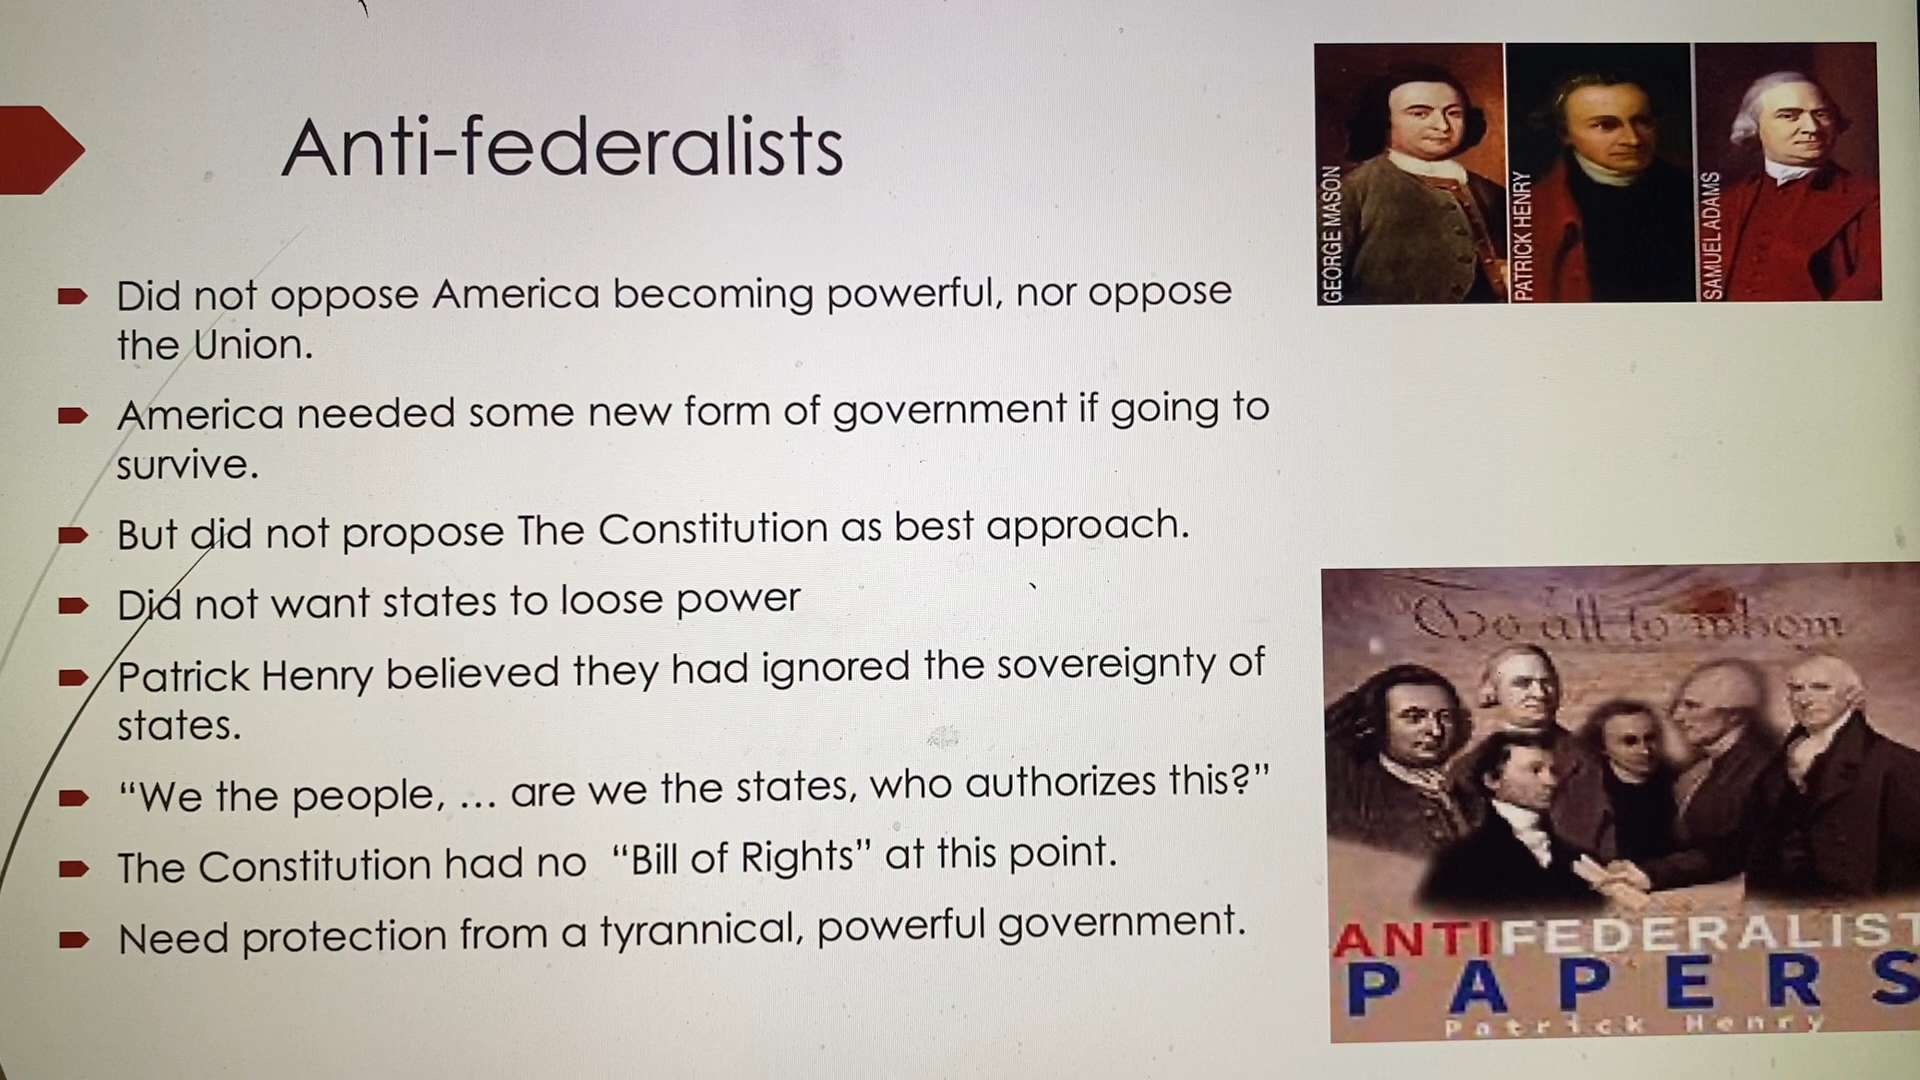 Anti-federalists
Did not oppose America becoming powerful, nor oppose
the Union.
America needed some new form of government if going to
survive.
But did not propose The Constitution as best approach.
Did not want states to loose power
Patrick Henry believed they had ignored the sovereignty of
states.
“We the people, … are we the states, who authorizes this?”
The Constitution had no “Bill of Rights” at this point.
Need protection from a tyrannical, powerful government.
GEORGE MASON
PATRICK HENRY
SAMUEL ADAMS
to all to whom
ANTIFEDERALIST
PAPERS
Patrick Henry